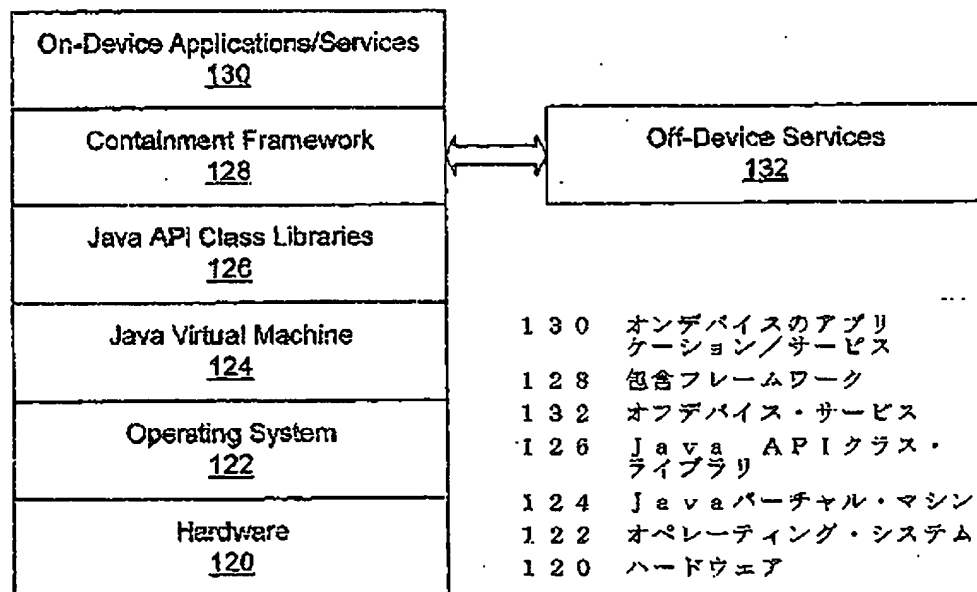 On-Device Applications/Services
130
Containment Framework
128
Off-Device Services
132
Java API Class Libraries
126
Java Virtual Machine
124
Operating System
122
Hardware
120
130 オンデバイスのアプリ
ケーション/サービス
128 包含フレームワーク
132 オフデバイス・サービス
126 Java APIクラス・
ライブラリ
124 Javaバーチャル・マシン
122 オペレーティング・システム
120 ハードウェア